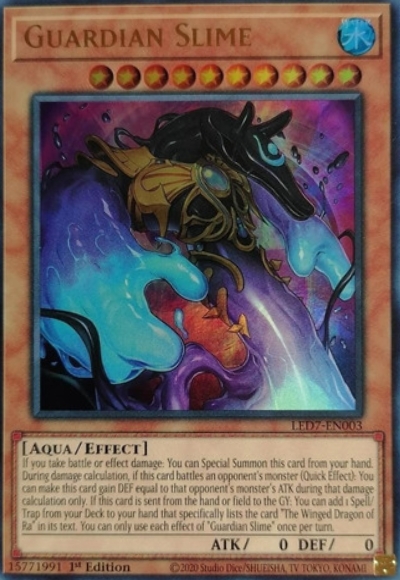 Guardian Slime
水
LED7-EN003
[Aqua/Effect]
If you take battle or effect damage: You can Special Summon this card from your hand.
During damage calculation, if this card battles an opponent's monster (Quick Effect): You
can make this card gain DEF equal to that opponent's monster's ATK during that damage
calculation only. If this card is sent from the hand or field to the GY: You can add 1 Spell/
Trap from your Deck to your hand that specifically lists the card "The Winged Dragon of
Ra" in its text. You can only use each effect of "Guardian Slime" once per turn.
ATK/ 0 DEF/ 0
15771991 1st Edition ©2020 Studio Dice/SHUEISHA, TV TOKYO, KONAMI